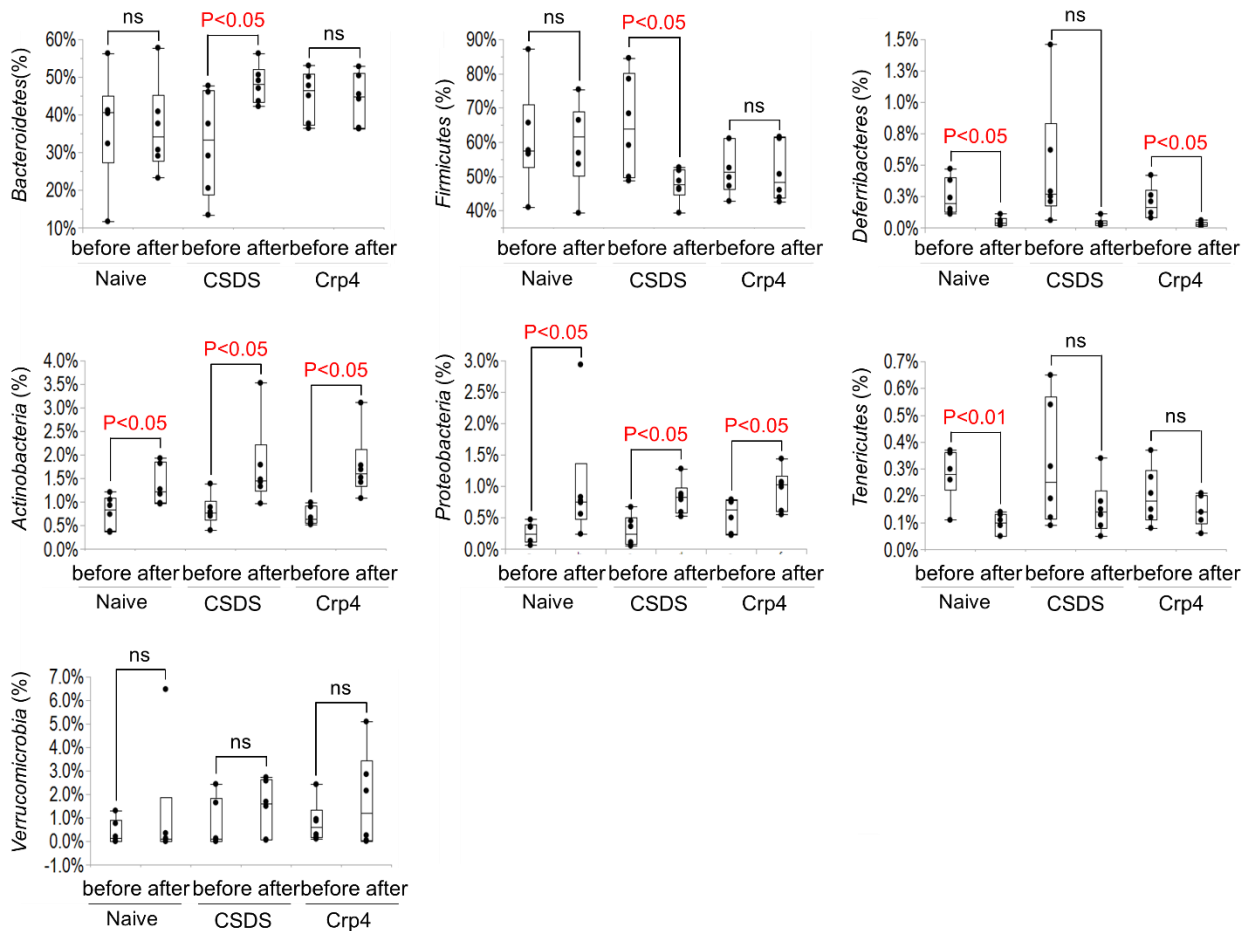 ns P<0.05 ns
Bacteroidetes(%)
60%
50%
40%
30%
20%
10%
before after before after before after
Naive CSDS Crp4
ns P<0.05 ns
Firmicutes (%)
90%
80%
70%
60%
50%
40%
before after before after before after
Naive CSDS Crp4
ns
P<0.05 P<0.05
Deferribacteres (%)
1.5%
1.3%
1.0%
0.8%
0.5%
0.3%
0.0%
before after before after before after
Naive CSDS Crp4
P<0.05 P<0.05 P<0.05
Actinobacteria (%)
4.0%
3.5%
3.0%
2.5%
2.0%
1.5%
1.0%
0.5%
0.0%
before after before after before after
Naive CSDS Crp4
P<0.05 P<0.05 P<0.05
Proteobacteria (%)
3.0%
2.5%
2.0%
1.5%
1.0%
0.5%
0.0%
before after before after before after
Naive CSDS Crp4
P<0.01 ns ns
Tenericutes (%)
0.7%
0.6%
0.5%
0.4%
0.3%
0.2%
0.1%
0.0%
before after before after before after
Naive CSDS Crp4
ns ns ns
Verrucomicrobia (%)
7.0%
6.0%
5.0%
4.0%
3.0%
2.0%
1.0%
0.0%
-1.0%
before after before after before after
Naive CSDS Crp4